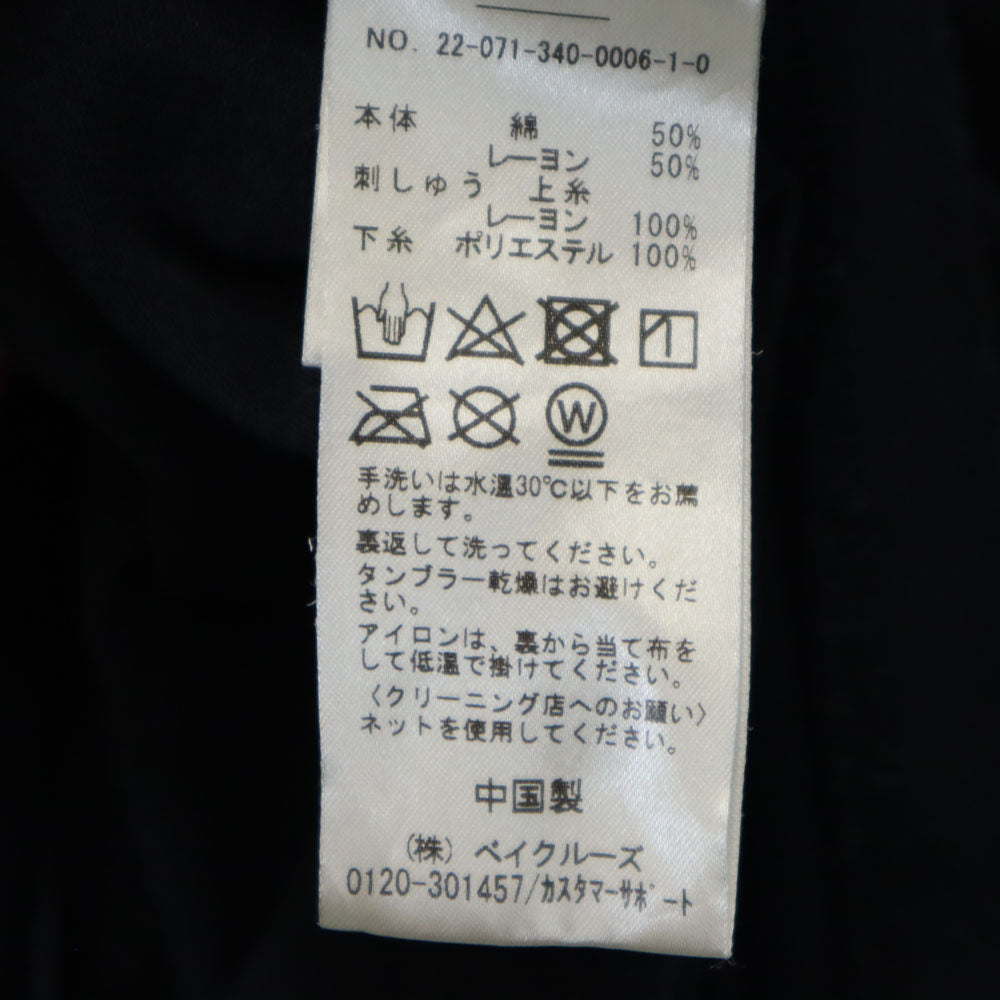 NO. 22-071-340-0006-1-0
本体 綿 50%
レーヨン 50%
刺しゅう 上糸
レーヨン 100%
下糸 ポリエステル 100%
W
手洗いは水温30℃以下をお薦
めします。
裏返して洗ってください。
タンブラー乾燥はお避けくだ
さい。
アイロンは、裏から当て布を
して低温で掛けてください。
〈クリーニング店へのお願い〉
ネットを使用してください。
中国製
(株) ベイクルーズ
0120-301457/カスタマーサポート